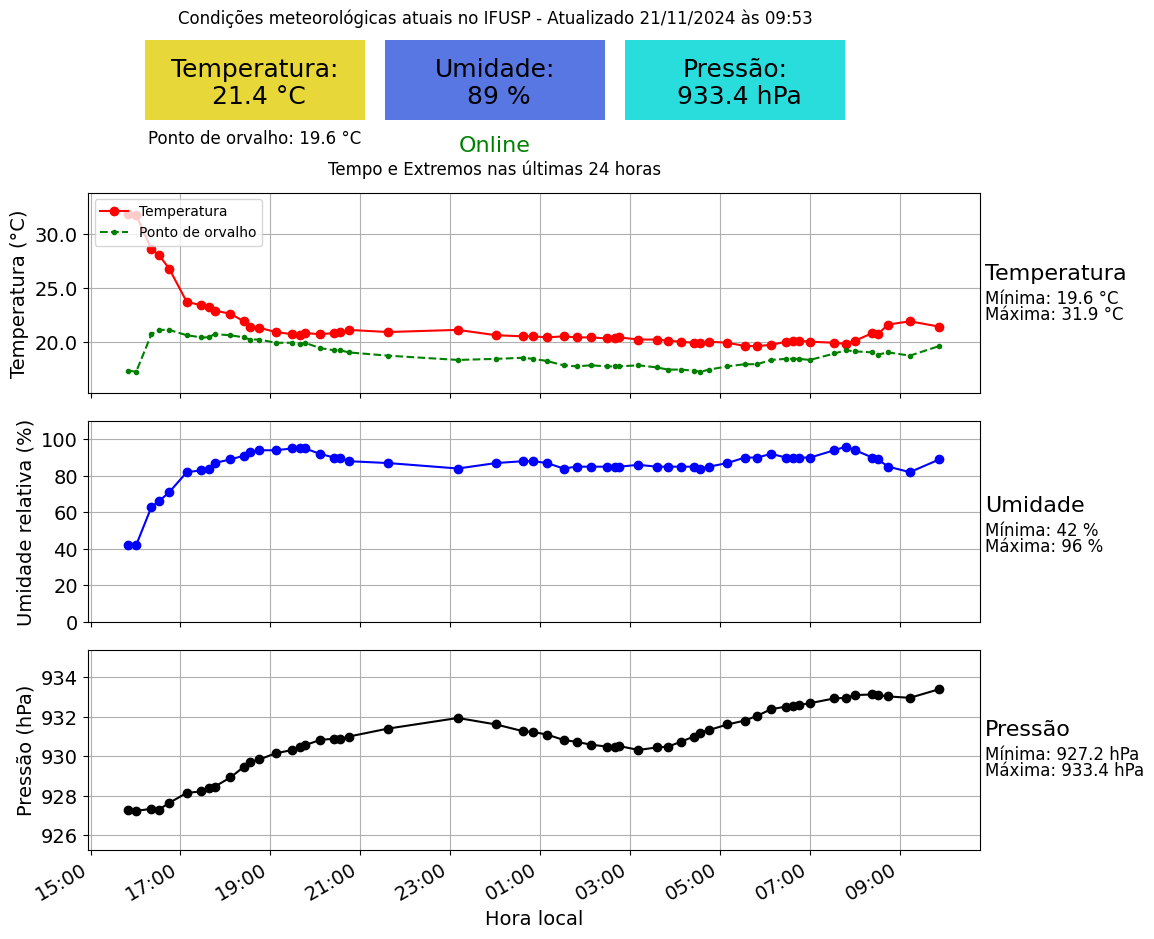 Condições meteorológicas atuais no IFUSP - Atualizado 21/11/2024 às 09:53
Temperatura:
21.4 °C
Umidade:
89 %
Pressão:
933.4 hPa
Ponto de orvalho: 19.6 °C
Online
Tempo e Extremos nas últimas 24 horas
Temperatura (°C)
30.0
25.0
20.0
Temperatura
Ponto de orvalho
Temperatura
Mínima: 19.6 °C
Máxima: 31.9 °C
Umidade relativa (%)
100
80
60
40
20
0
Umidade
Mínima: 42 %
Máxima: 96 %
Pressão (hPa)
934
932
930
928
926
Pressão
Mínima: 927.2 hPa
Máxima: 933.4 hPa
15:00 17:00 19:00 21:00 23:00 01:00 03:00 05:00 07:00 09:00
Hora local